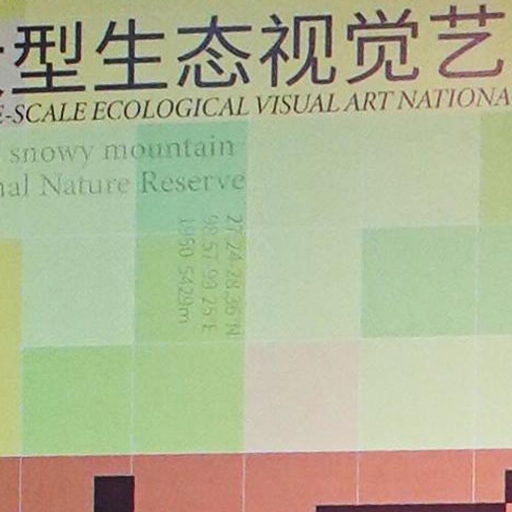 型生态视觉艺
E-SCALE ECOLOGICAL VISUAL ART NATIONA
snowy mountain
nal Nature Reserve
27.24-28.36'N
98.57-99.25'E
1950-5429m